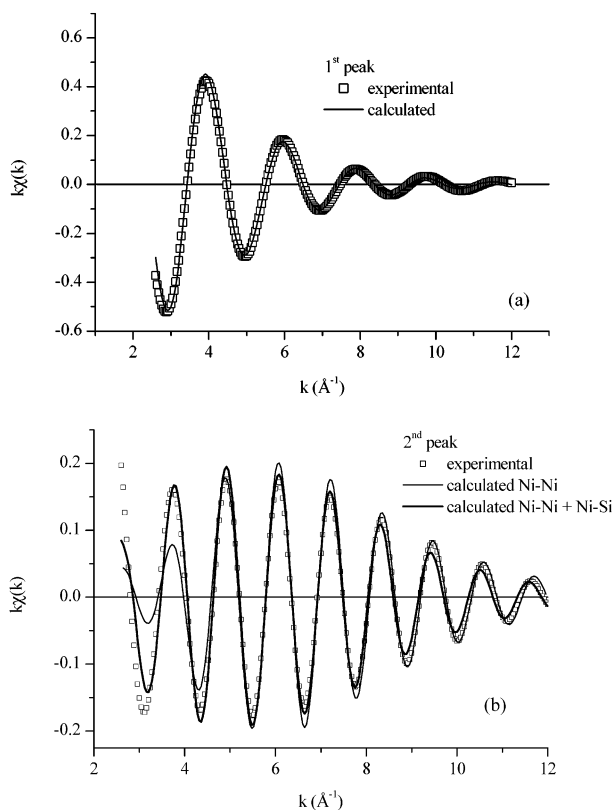 0.6
0.4
0.2
0.0
-0.2
-0.4
-0.6
kχ(k)
1st peak
experimental
calculated
(a)
2 4 6 8 10 12
k (Å-1)
0.2
0.1
0.0
-0.1
-0.2
kχ(k)
2nd peak
experimental
calculated Ni-Ni
calculated Ni-Ni + Ni-Si
(b)
2 4 6 8 10 12
k (Å-1)